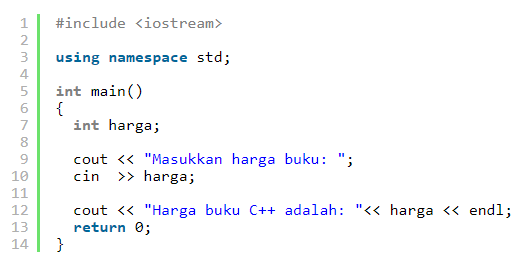 1 #include <iostream>
2
3 using namespace std;
4
5 int main()
6 {
7   int harga;
8
9   cout << "Masukkan harga buku: ";
10   cin  >> harga;
11
12   cout << "Harga buku C++ adalah: "<< harga << endl;
13   return 0;
14 }